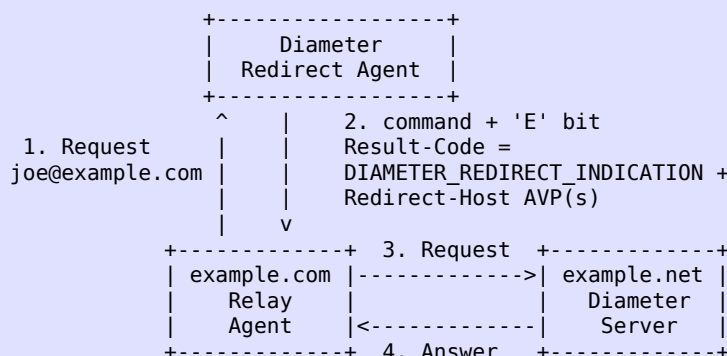 +------------------+
|     Diameter     |
|  Redirect Agent  |
+------------------+
^    |    2. command + 'E' bit
1. Request     |    |    Result-Code =
joe@example.com |    |    DIAMETER_REDIRECT_INDICATION +
|    |    Redirect-Host AVP(s)
|    v
+-------------+  3. Request  +-------------+
| example.com |------------->| example.net |
|    Relay    |              |   Diameter  |
|    Agent    |<-------------|    Server   |
+-------------+  4. Answer   +-------------+